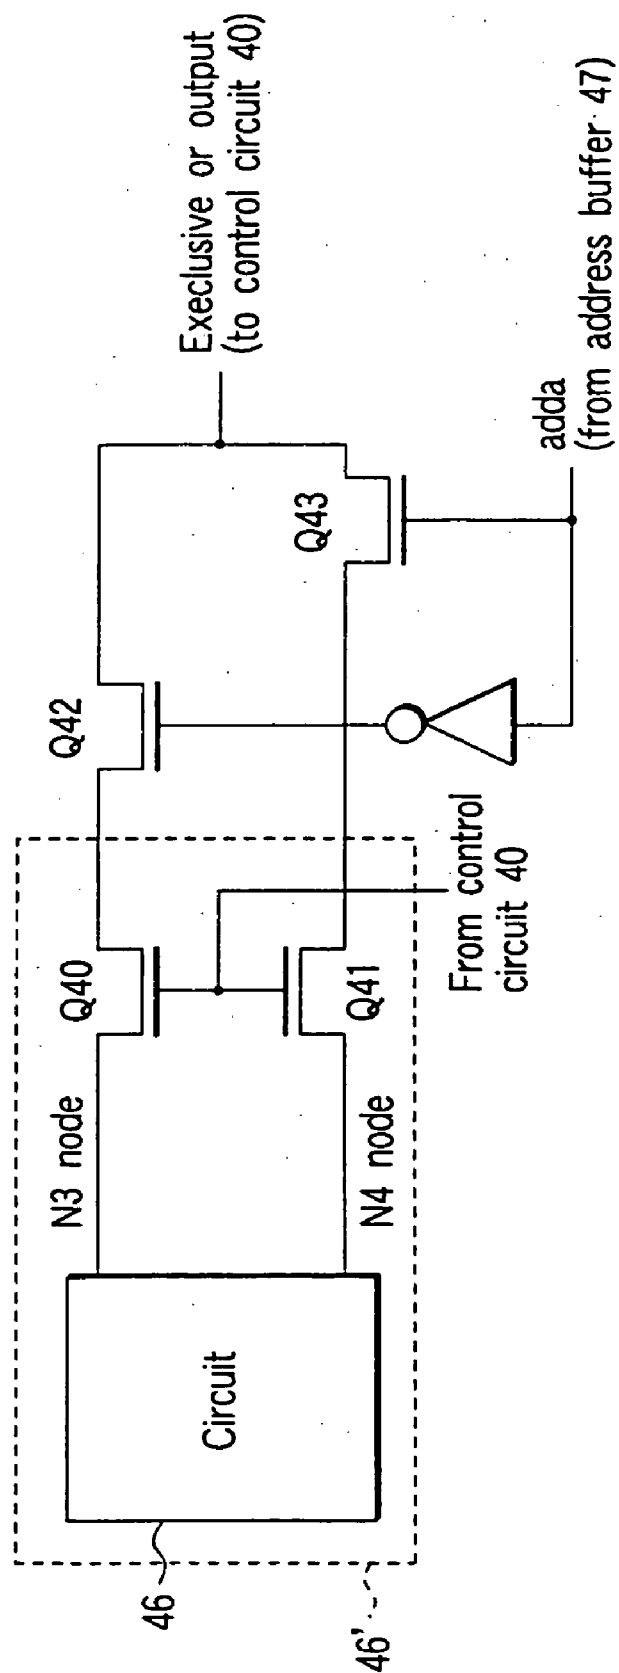 46
46'
Circuit
N3 node
N4 node
Q40
Q41
From control
circuit 40
Q42
Q43
Execlusive or output
(to control circuit 40)
adda
(from address buffer 47)